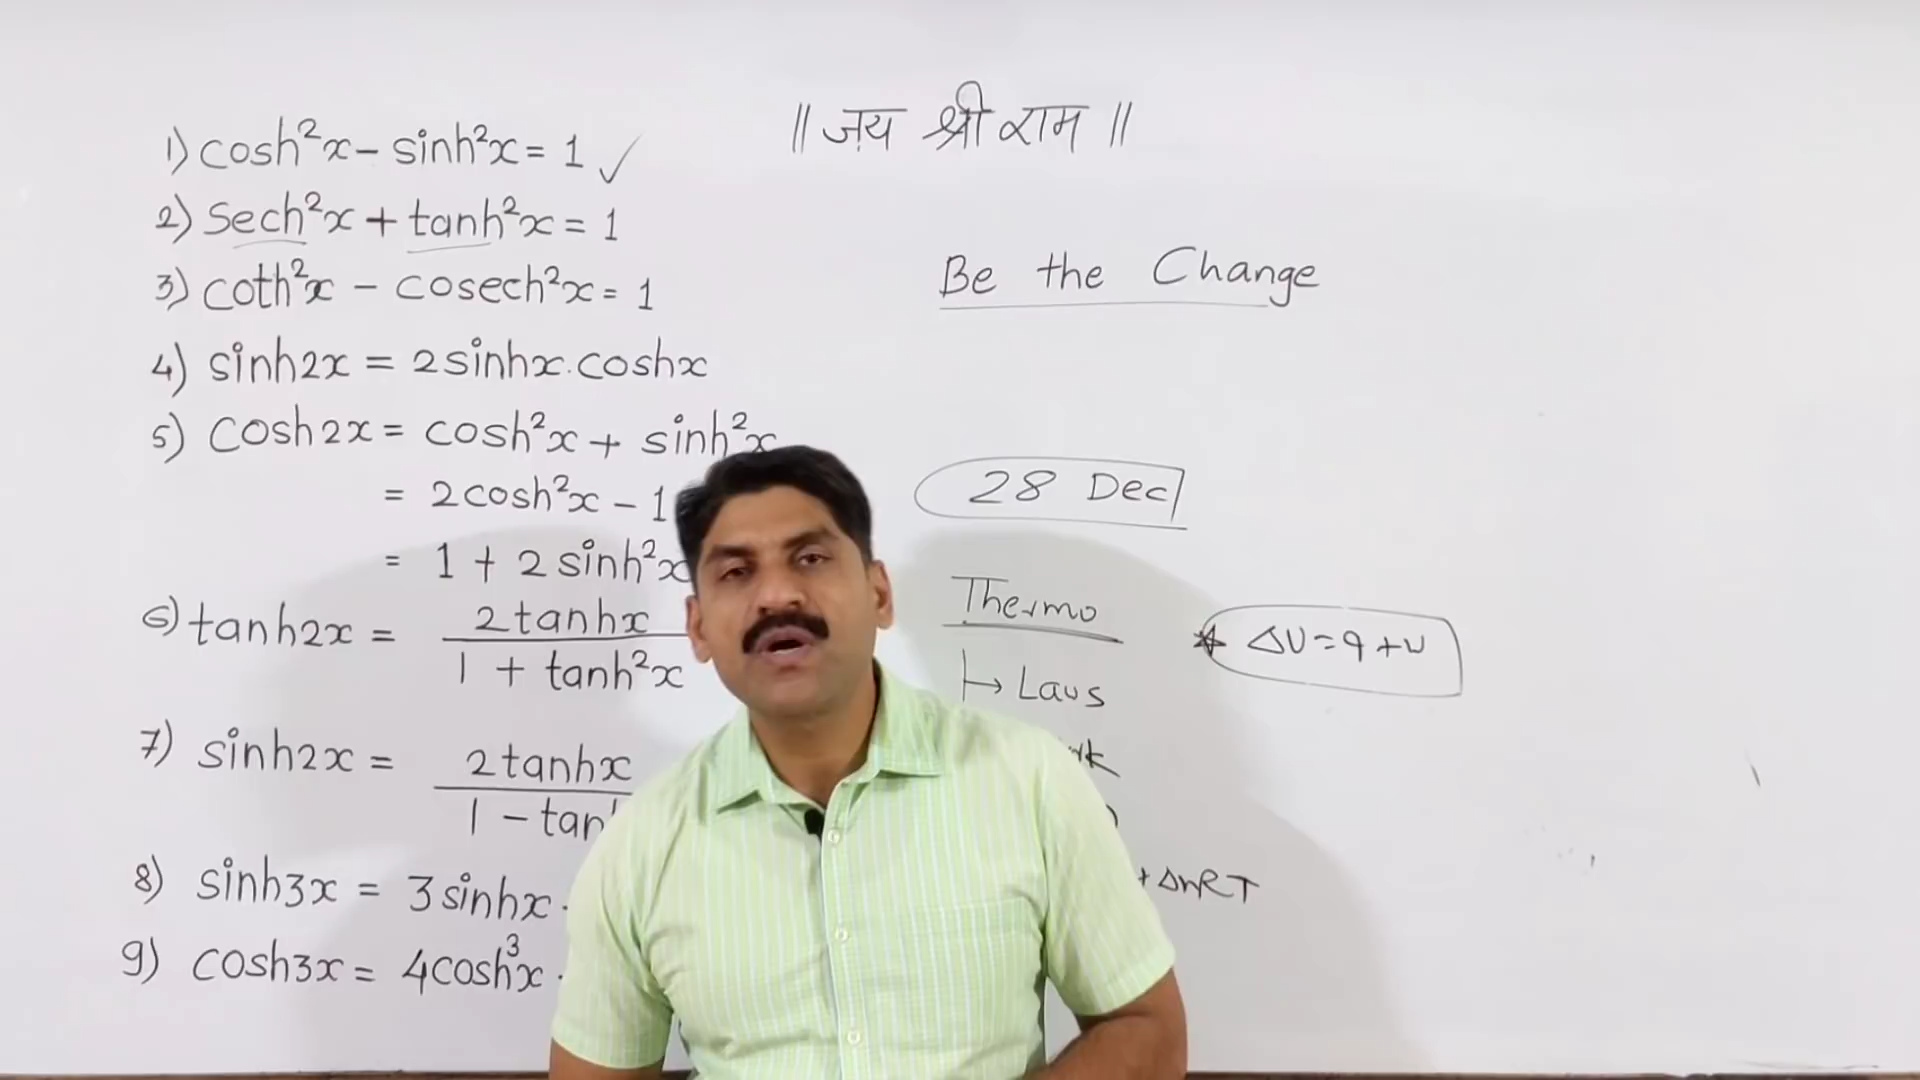 1) cosh²x - sinh²x = 1 ✓
2) Sech²x + tanh²x = 1
3) coth²x - cosech²x = 1
4) sinh2x = 2sinhx.coshx
5) cosh2x = cosh²x + sinh²x
= 2cosh²x - 1
= 1 + 2sinh²x
6) tanh2x = 2tanhx / 1 + tanh²x
7) sinh2x = 2tanhx / 1 - tan
8) sinh3x = 3sinhx
9) cosh3x = 4cosh³x
॥ जय श्री राम ॥
Be the Change
28 Dec
Thermo
↦ Laws
* ΔU = q + w
+ ΔnRT